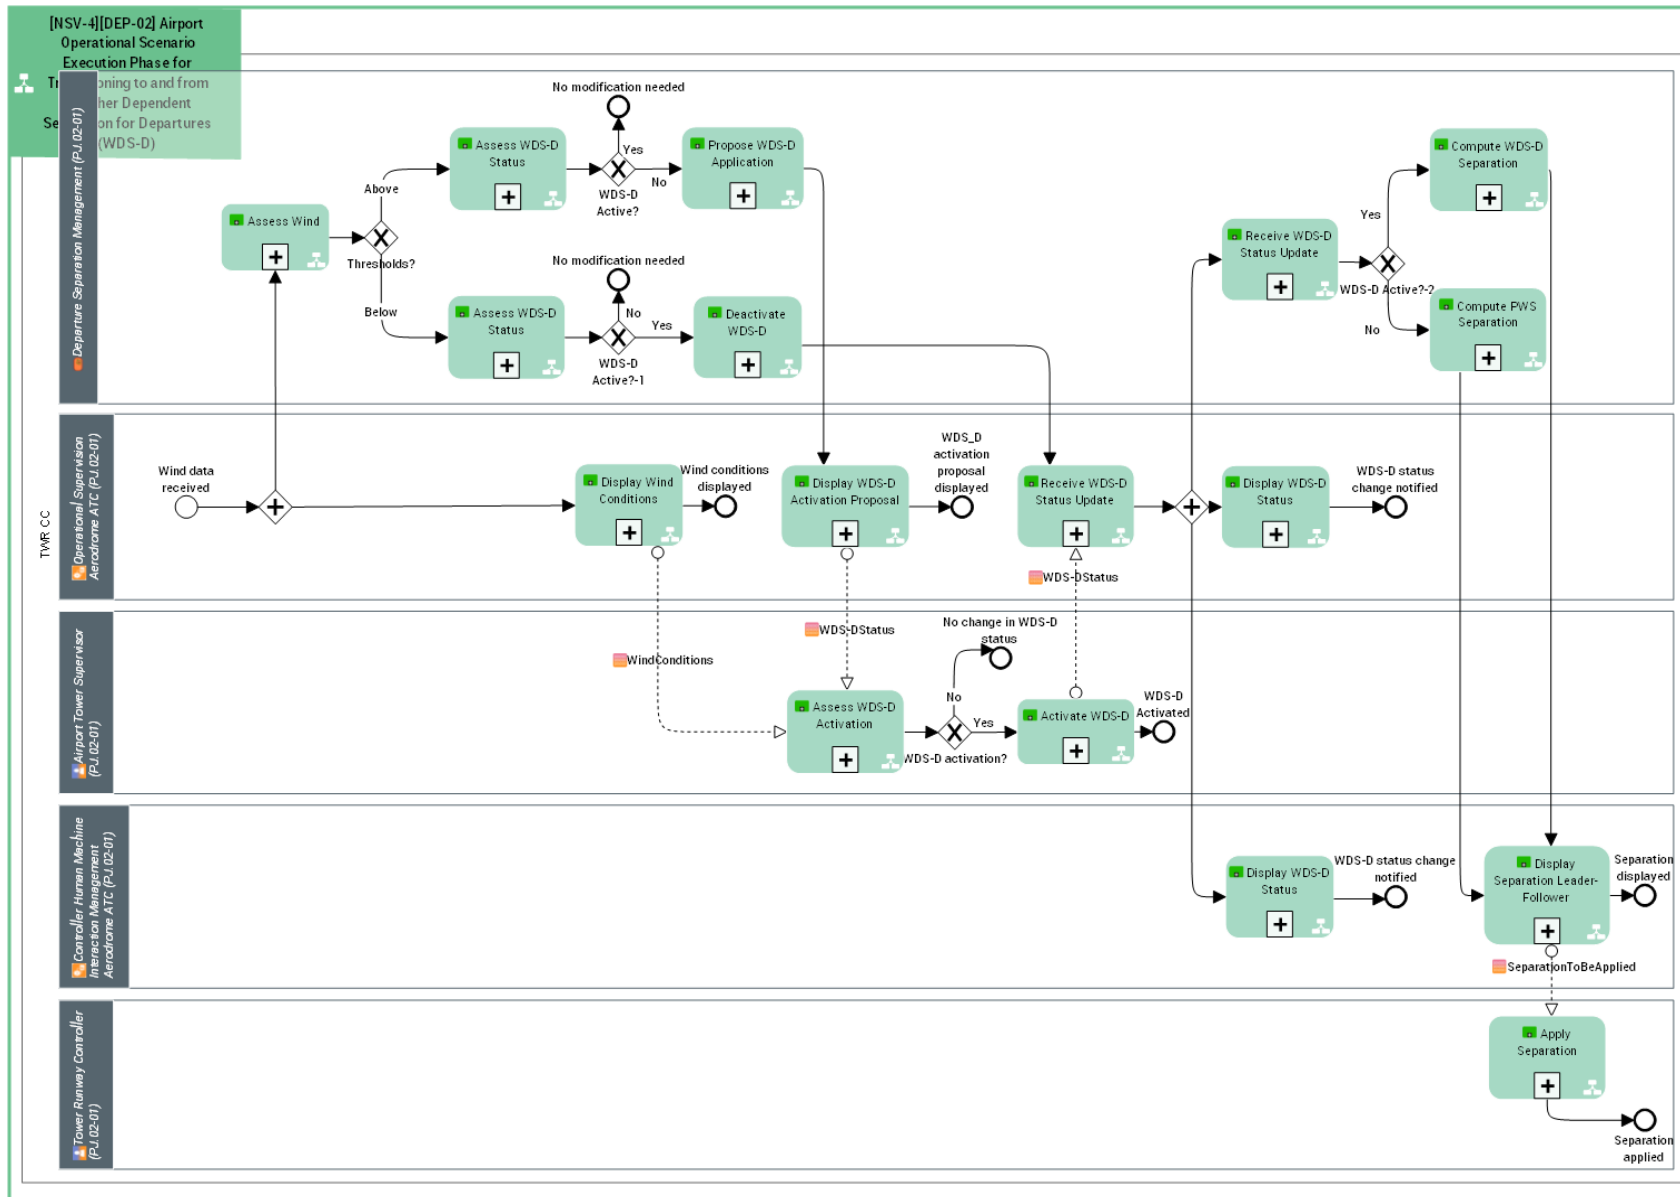 [NSV-4][DEP-02] Airport
Operational Scenario
Execution Phase for
Tr oning to and from
her Dependent
Se on for Departures
(WDS-D)
TWR CC
Departure Separation Management (PJ.02-01)
No modification needed
Assess WDS-D
Status
Yes
No
WDS-D
Active?
Propose WDS-D
Application
Above
Assess Wind
Thresholds?
Below
No modification needed
Assess WDS-D
Status
No
Yes
WDS-D
Active?-1
Deactivate
WDS-D
Receive WDS-D
Status Update
Yes
WDS-D Active?-2
No
Compute WDS-D
Separation
Compute PWS
Separation
Operational Supervision
Aerodrome ATC (PJ.02-01)
Wind data
received
Display Wind
Conditions
Wind conditions
displayed
Display WDS-D
Activation Proposal
WDS_D
activation
proposal
displayed
Receive WDS-D
Status Update
Display WDS-D
Status
WDS-D status
change notified
WDS-DStatus
Airport Tower Supervisor
(PJ.02-01)
WindConditions
WDS-DStatus
No change in WDS-D
status
Assess WDS-D
Activation
No
Yes
WDS-D activation?
Activate WDS-D
WDS-D
Activated
Controller Human Machine
Interaction Management
Aerodrome ATC (PJ.02-01)
Display WDS-D
Status
WDS-D status change
notified
Display
Separation Leader-
Follower
Separation
displayed
SeparationToBeApplied
Tower Runway Controller
(PJ.02-01)
Apply
Separation
Separation
applied